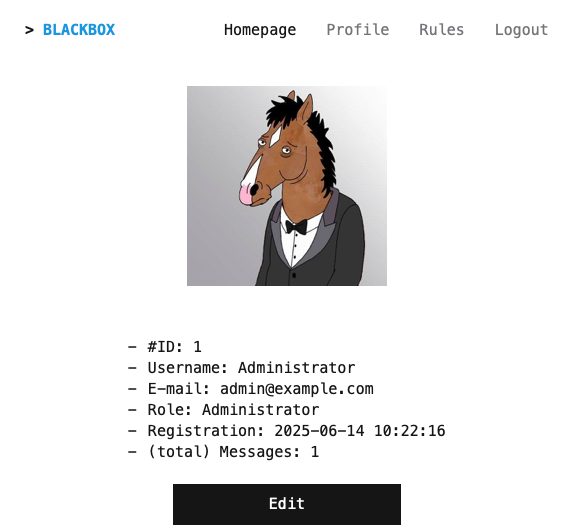 > BLACKBOX Homepage Profile Rules Logout
- #ID: 1
- Username: Administrator
- E-mail: admin@example.com
- Role: Administrator
- Registration: 2025-06-14 10:22:16
- (total) Messages: 1
Edit